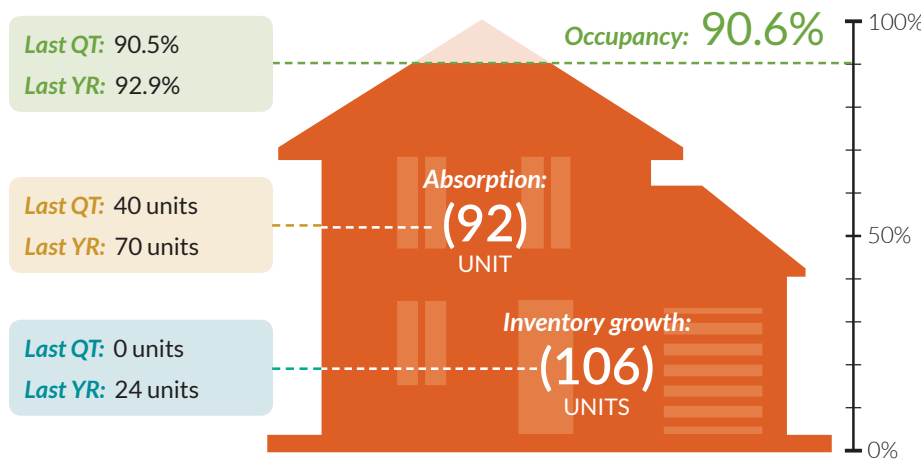 Last QT: 90.5%
Last YR: 92.9%
Occupancy: 90.6%
100%
Last QT: 40 units
Last YR: 70 units
Absorption:
(92)
UNIT
50%
Last QT: 0 units
Last YR: 24 units
Inventory growth:
(106)
UNITS
0%